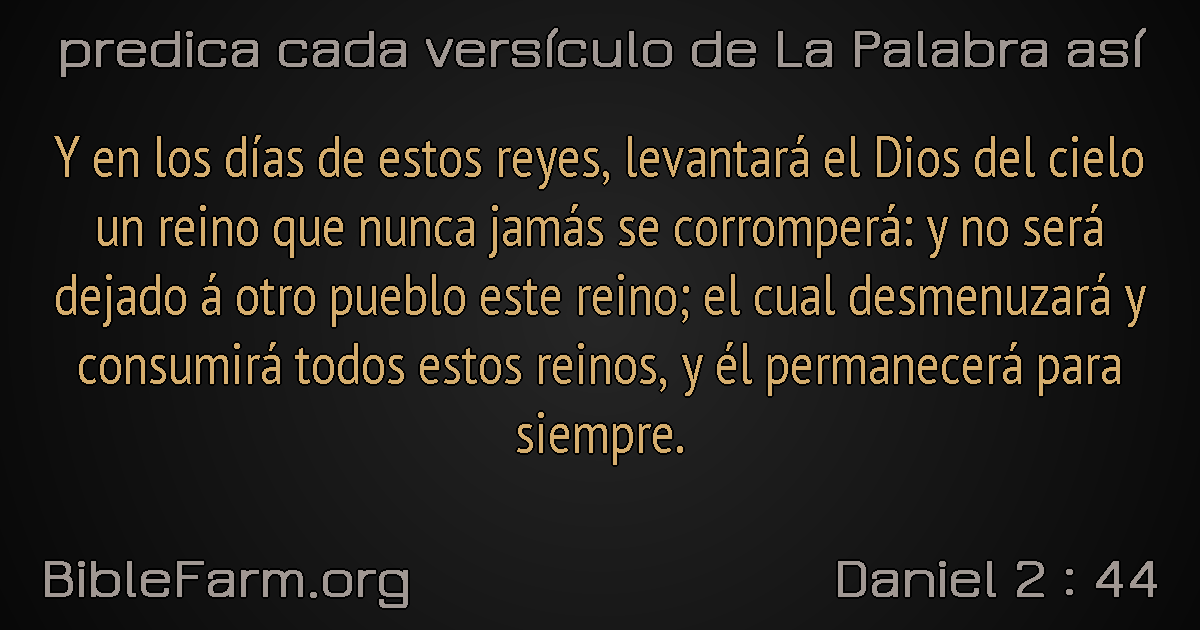 predica cada versículo de La Palabra así
Y en los días de estos reyes, levantará el Dios del cielo
un reino que nunca jamás se corromperá: y no será
dejado á otro pueblo este reino; el cual desmenuzará y
consumirá todos estos reinos, y él permanecerá para
siempre.
BibleFarm.org
Daniel 2 : 44